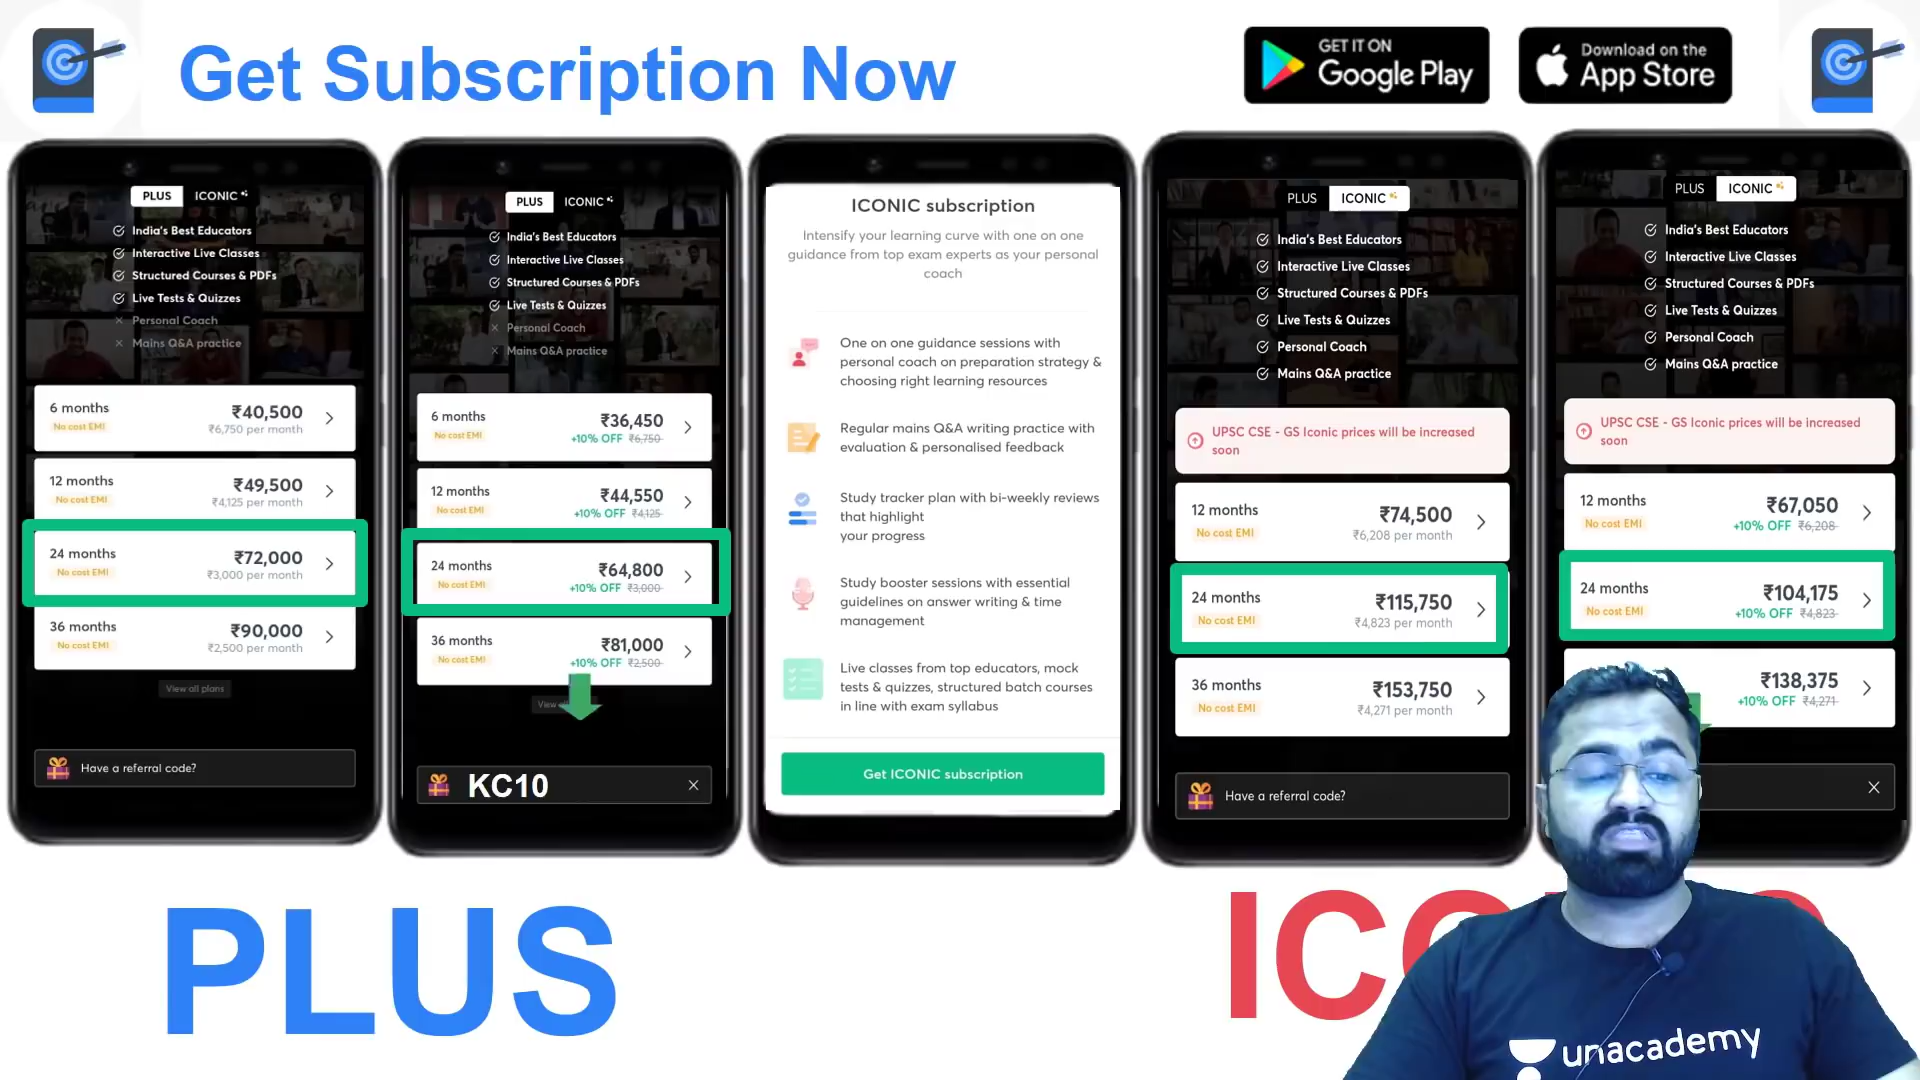 Get Subscription Now
GET IT ON
Google Play
Download on the
App Store
PLUS ICONIC
India's Best Educators
Interactive Live Classes
Structured Courses & PDFs
Live Tests & Quizzes
Personal Coach
Mains Q&A practice
6 months ₹40,500
No cost EMI ₹6,750 per month
12 months ₹49,500
No cost EMI ₹4,125 per month
24 months ₹72,000
No cost EMI ₹3,000 per month
36 months ₹90,000
No cost EMI ₹2,500 per month
View all plans
Have a referral code?
PLUS ICONIC
India's Best Educators
Interactive Live Classes
Structured Courses & PDFs
Live Tests & Quizzes
Personal Coach
Mains Q&A practice
6 months ₹36,450
No cost EMI +10% OFF ₹6,750
12 months ₹44,550
No cost EMI +10% OFF ₹4,125
24 months ₹64,800
No cost EMI +10% OFF ₹3,000
36 months ₹81,000
No cost EMI +10% OFF ₹2,500
View
KC10
ICONIC subscription
Intensify your learning curve with one on one
guidance from top exam experts as your personal
coach
One on one guidance sessions with
personal coach on preparation strategy &
choosing right learning resources
Regular mains Q&A writing practice with
evaluation & personalised feedback
Study tracker plan with bi-weekly reviews
that highlight
your progress
Study booster sessions with essential
guidelines on answer writing & time
management
Live classes from top educators, mock
tests & quizzes, structured batch courses
in line with exam syllabus
Get ICONIC subscription
PLUS ICONIC
India's Best Educators
Interactive Live Classes
Structured Courses & PDFs
Live Tests & Quizzes
Personal Coach
Mains Q&A practice
UPSC CSE - GS Iconic prices will be increased
soon
12 months ₹74,500
No cost EMI ₹6,208 per month
24 months ₹115,750
No cost EMI ₹4,823 per month
36 months ₹153,750
No cost EMI ₹4,271 per month
Have a referral code?
PLUS ICONIC
India's Best Educators
Interactive Live Classes
Structured Courses & PDFs
Live Tests & Quizzes
Personal Coach
Mains Q&A practice
UPSC CSE - GS Iconic prices will be increased
soon
12 months ₹67,050
No cost EMI +10% OFF ₹6,208
24 months ₹104,175
No cost EMI +10% OFF ₹4,823
₹138,375
+10% OFF ₹4,271
PLUS
unacademy